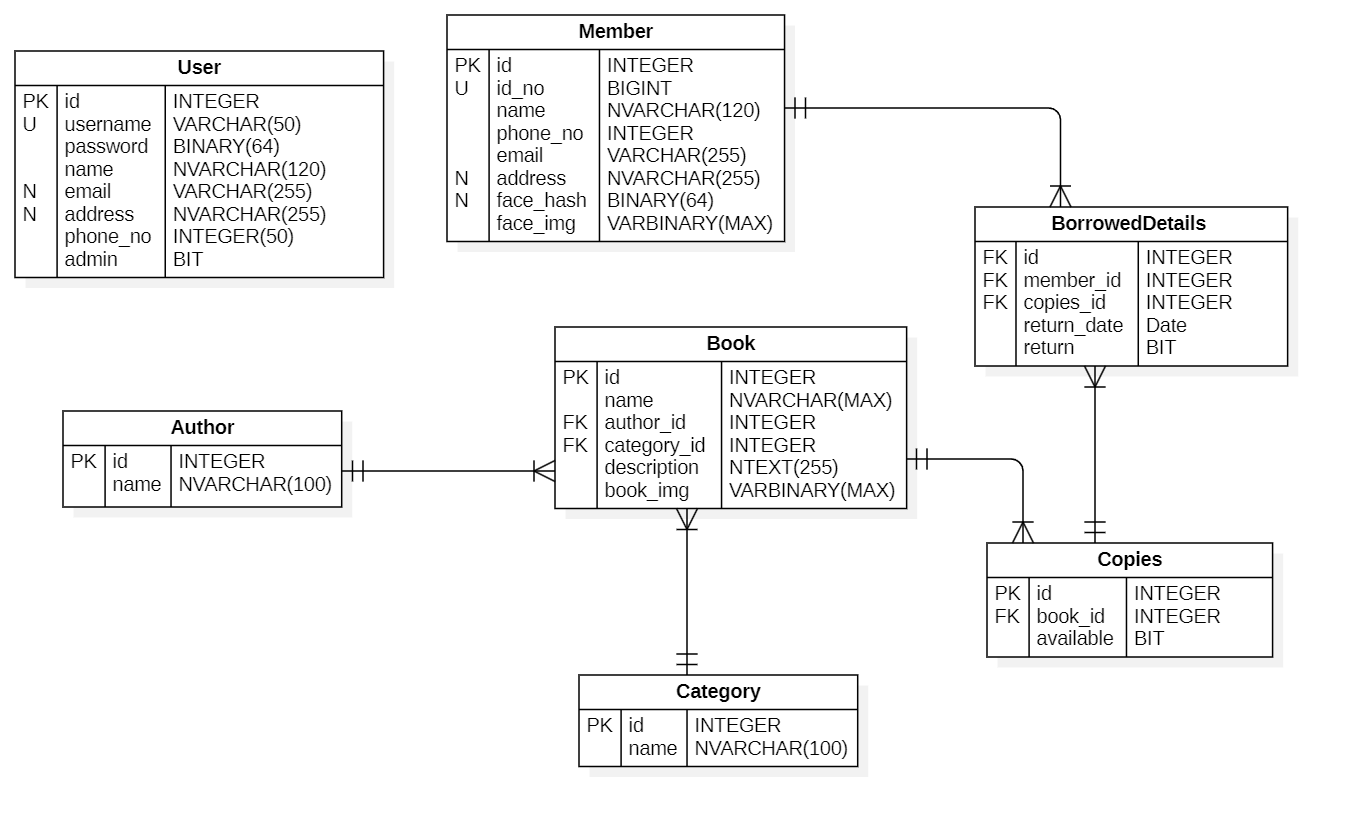 User
PK id INTEGER
U username VARCHAR(50)
password BINARY(64)
name NVARCHAR(120)
N email VARCHAR(255)
N address NVARCHAR(255)
phone_no INTEGER(50)
admin BIT
Member
PK id INTEGER
U id_no BIGINT
name NVARCHAR(120)
phone_no INTEGER
email VARCHAR(255)
N address NVARCHAR(255)
N face_hash BINARY(64)
face_img VARBINARY(MAX)
BorrowedDetails
FK id INTEGER
FK member_id INTEGER
FK copies_id INTEGER
return_date Date
return BIT
Author
PK id INTEGER
name NVARCHAR(100)
Book
PK id INTEGER
name NVARCHAR(MAX)
FK author_id INTEGER
FK category_id INTEGER
description NTEXT(255)
book_img VARBINARY(MAX)
Copies
PK id INTEGER
FK book_id INTEGER
available BIT
Category
PK id INTEGER
name NVARCHAR(100)